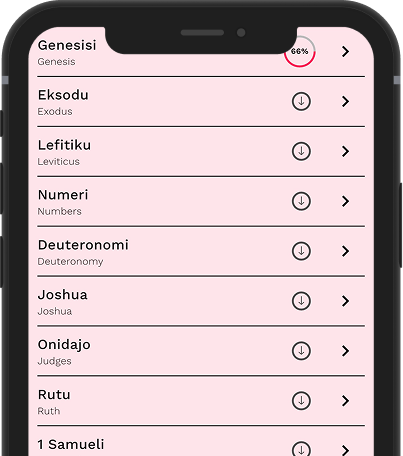 Genesisi
66%
Genesis
Eksodu
Exodus
Lefitiku
Leviticus
Numeri
Numbers
Deuteronomi
Deuteronomy
Joshua
Joshua
Onidajo
Judges
Rutu
Ruth
1 Samueli